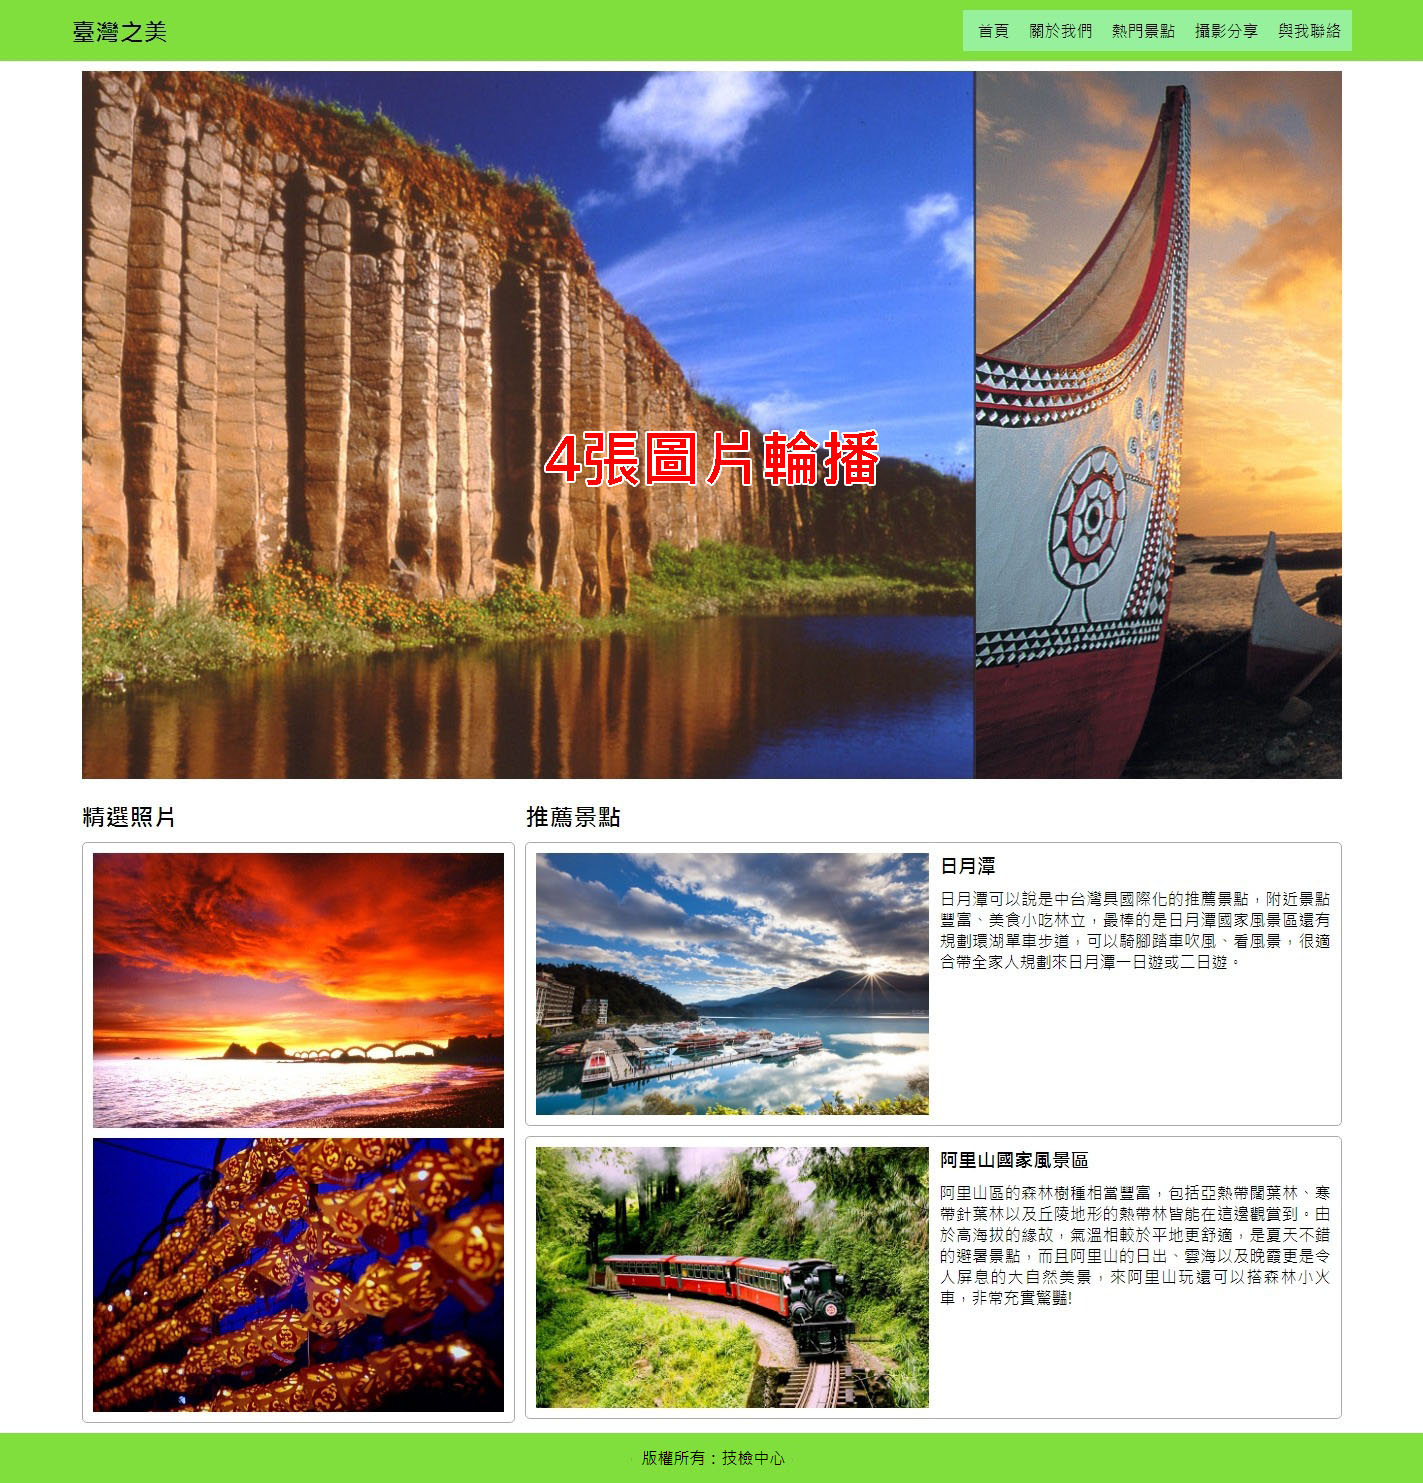 臺灣之美
首頁 關於我們 熱門景點 攝影分享 與我聯絡
4張圖片輪播
精選照片
推薦景點
日月潭
日月潭可以說是中台灣具國際化的推薦景點，附近景點
豐富、美食小吃林立，最棒的是日月潭國家風景區還有
規劃環湖單車步道，可以騎腳踏車吹風、看風景，很適
合帶全家人規劃來日月潭一日遊或二日遊。
阿里山國家風景區
阿里山區的森林樹種相當豐富，包括亞熱帶闊葉林、寒
帶針葉林以及丘陵地形的熱帶林皆能在這邊觀賞到。由
於高海拔的緣故，氣溫相較於平地更舒適，是夏天不錯
的避暑景點，而且阿里山的日出、雲海以及晚霞更是令
人屏息的大自然美景，來阿里山玩還可以搭森林小火
車，非常充實驚豔!
版權所有：技檢中心